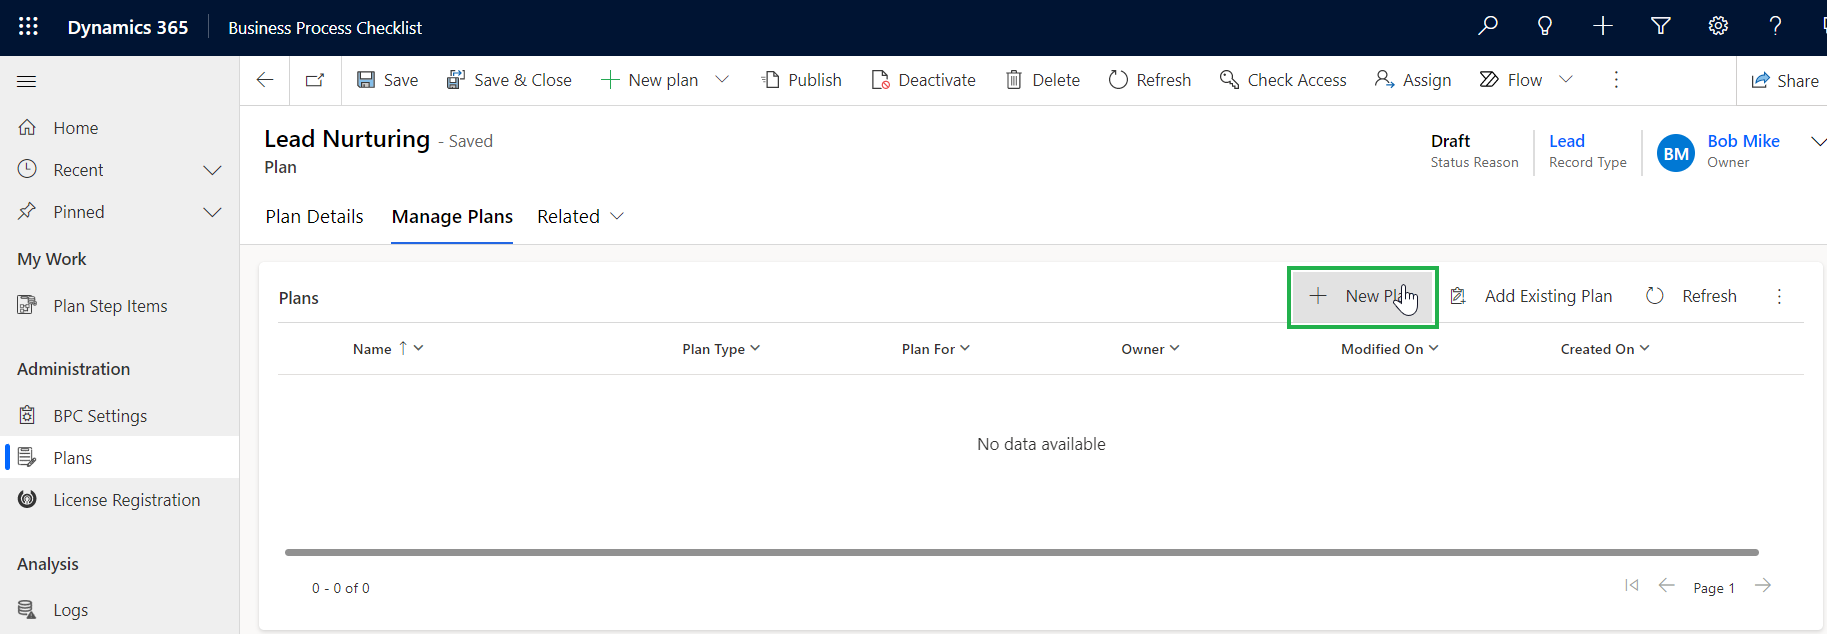 Dynamics 365 Business Process Checklist
Save Save & Close New plan Publish Deactivate Delete Refresh Check Access Assign Flow Share
Home
Recent
Pinned
My Work
Plan Step Items
Administration
BPC Settings
Plans
License Registration
Analysis
Logs
Lead Nurturing - Saved
Plan
Draft
Status Reason
Lead
Record Type
BM
Bob Mike
Owner
Plan Details Manage Plans Related
Plans
New Add Existing Plan Refresh
Name Plan Type Plan For Owner Modified On Created On
No data available
0 - 0 of 0
Page 1